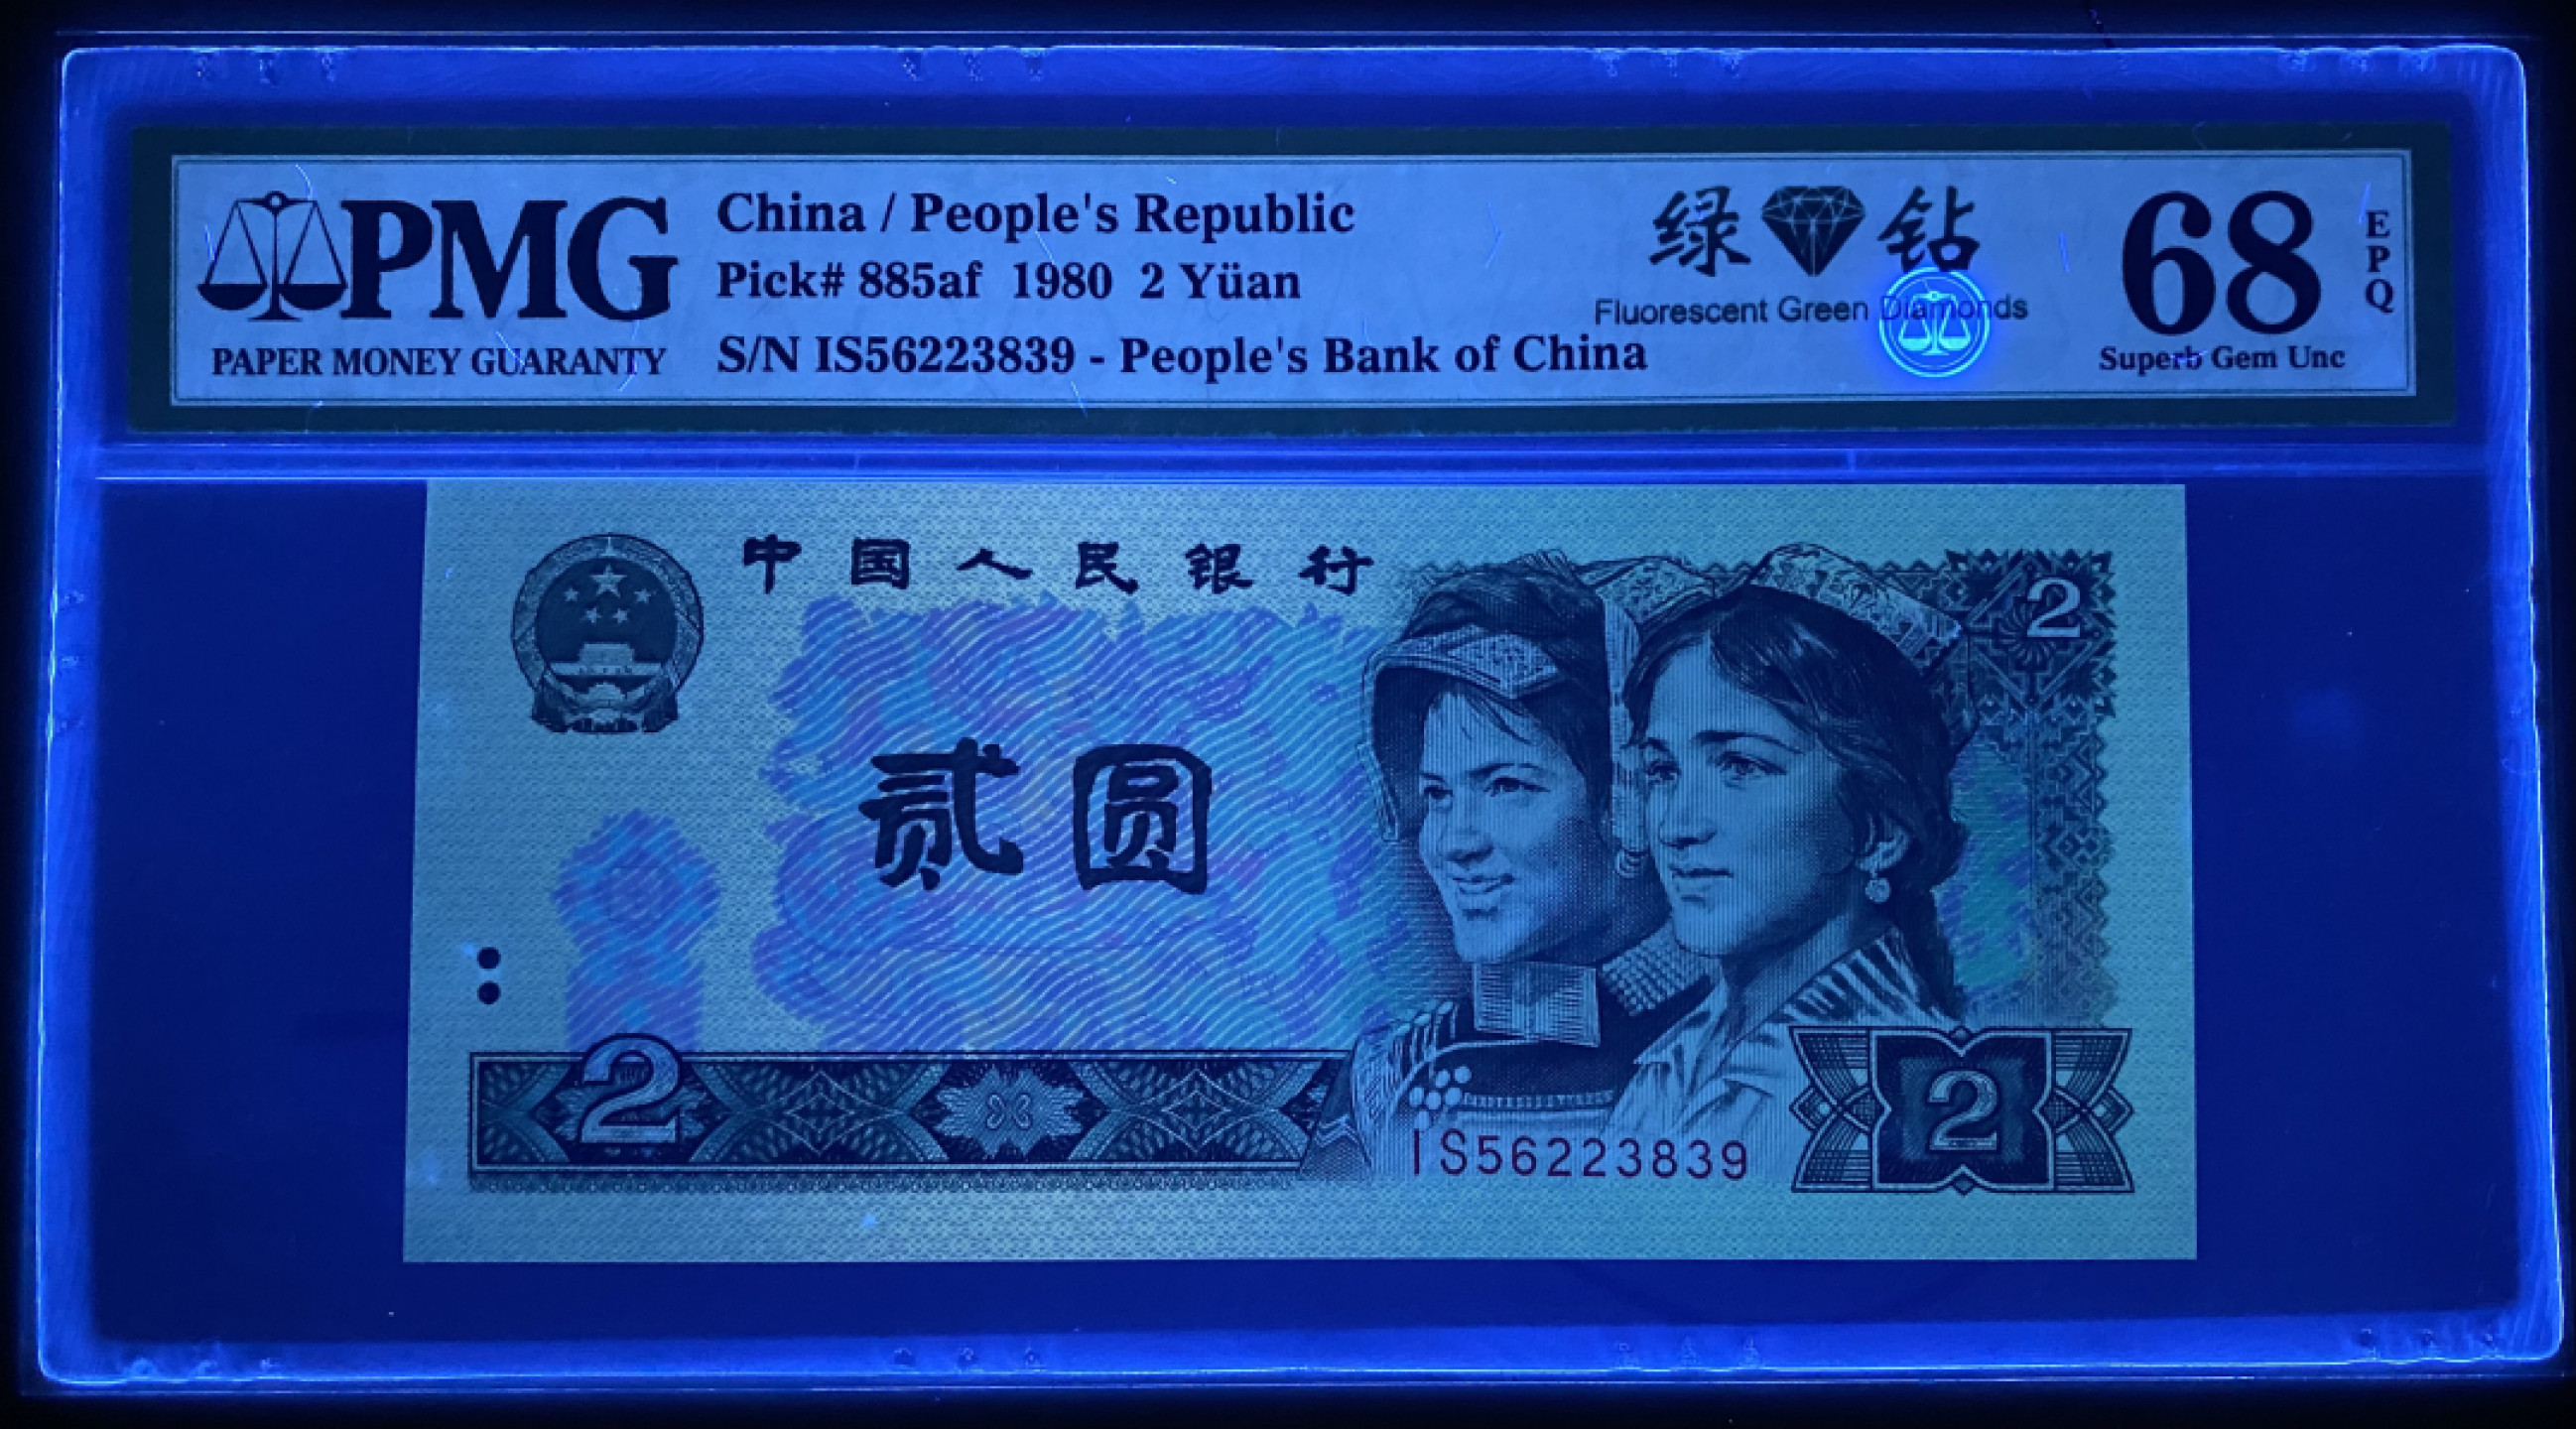 PMG
PAPER MONEY GUARANTY
China / People's Republic
Pick# 885af 1980 2 Yüan
S/N IS56223839 - People's Bank of China
绿 钻
Fluorescent Green Diamonds
68
EPQ
Superb Gem Unc
中国人民银行
2
贰圆
2
IS56223839
2